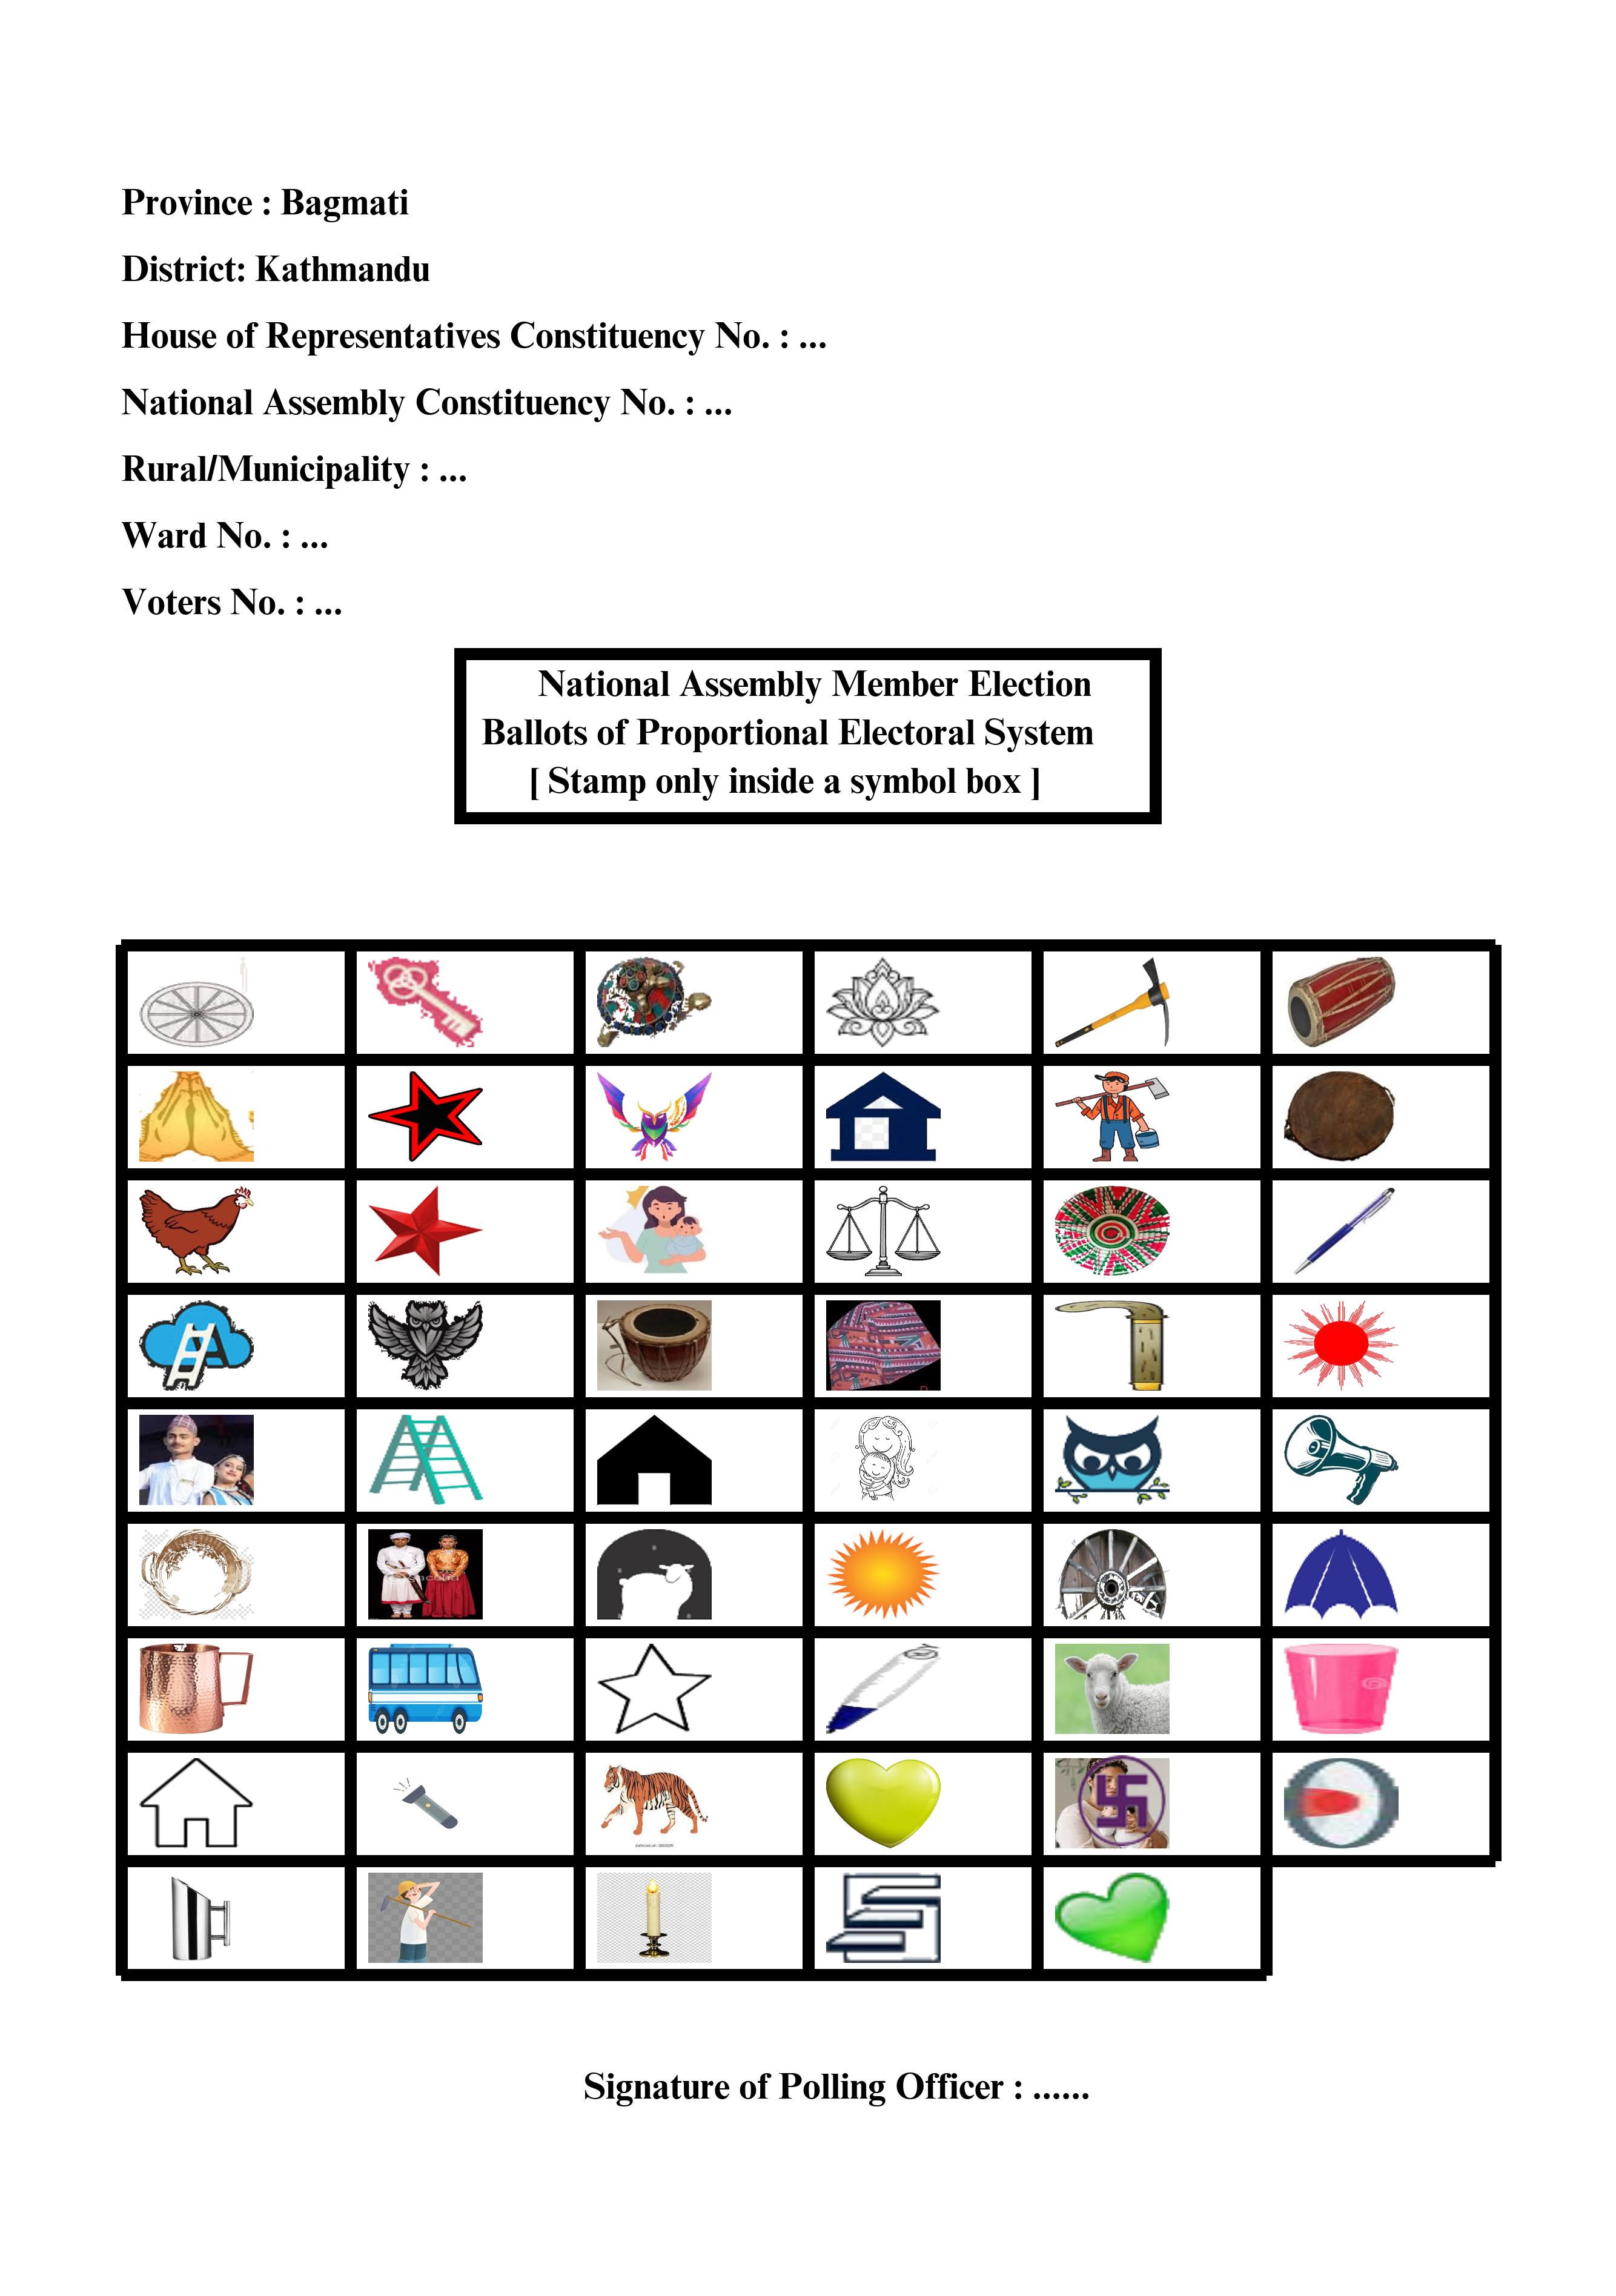 Province : Bagmati
District: Kathmandu
House of Representatives Constituency No. : ...
National Assembly Constituency No. : ...
Rural/Municipality : ...
Ward No. : ...
Voters No. : ...
National Assembly Member Election
Ballots of Proportional Electoral System
[ Stamp only inside a symbol box ]
Signature of Polling Officer : ......